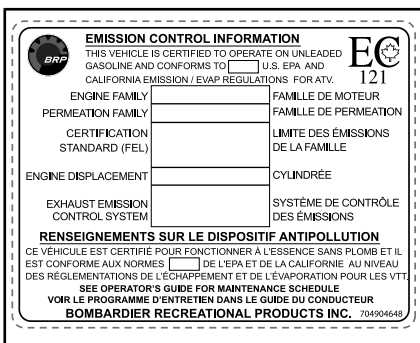 EMISSION CONTROL INFORMATION
BRP
THIS VEHICLE IS CERTIFIED TO OPERATE ON UNLEADED
GASOLINE AND CONFORMS TO U.S. EPA AND
CALIFORNIA EMISSION / EVAP REGULATIONS FOR ATV.
EC
121
ENGINE FAMILY FAMILLE DE MOTEUR
PERMEATION FAMILY FAMILLE DE PERMEATION
CERTIFICATION LIMITE DES ÉMISSIONS
STANDARD (FEL) DE LA FAMILLE
ENGINE DISPLACEMENT CYLINDRÉE
EXHAUST EMISSION SYSTÈME DE CONTRÔLE
CONTROL SYSTEM DES ÉMISSIONS
RENSEIGNEMENTS SUR LE DISPOSITIF ANTIPOLLUTION
CE VÉHICULE EST CERTIFIÉ POUR FONCTIONNER À L'ESSENCE SANS PLOMB ET IL
EST CONFORME AUX NORMES DE L'EPA ET DE LA CALIFORNIE AU NIVEAU
DES RÉGLEMENTATIONS DE L'ÉCHAPPEMENT ET DE L'ÉVAPORATION POUR LES VTT.
SEE OPERATOR'S GUIDE FOR MAINTENANCE SCHEDULE
VOIR LE PROGRAMME D'ENTRETIEN DANS LE GUIDE DU CONDUCTEUR
BOMBARDIER RECREATIONAL PRODUCTS INC. 704904648